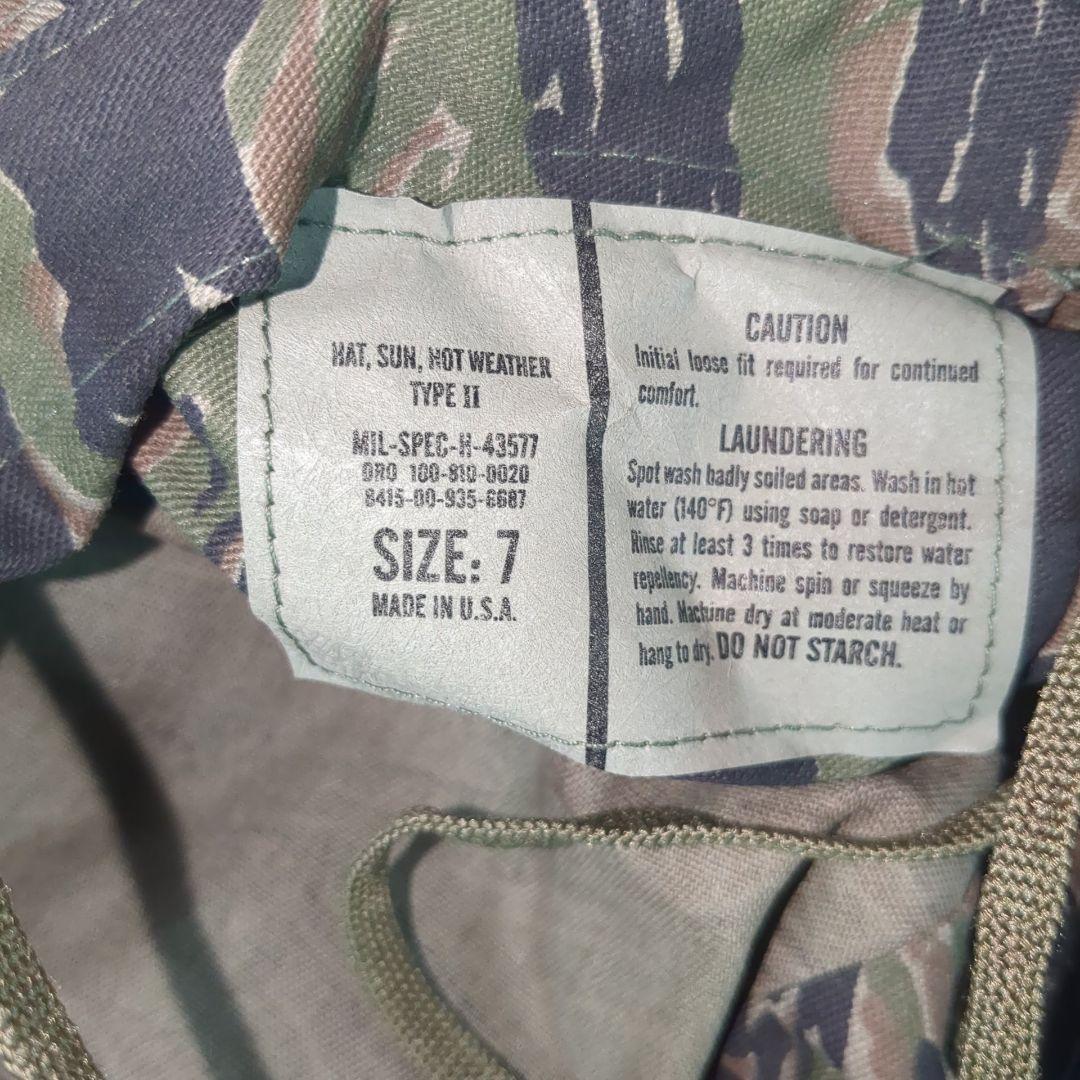 HAT, SUN, HOT WEATHER
TYPE II
MIL-SPEC-H-43577
ORO 100-810-0020
8415-00-935-6687
SIZE: 7
MADE IN U.S.A.
CAUTION
Initial loose fit required for continued
comfort.
LAUNDERING
Spot wash badly soiled areas. Wash in hot
water (140°F) using soap or detergent.
Rinse at least 3 times to restore water
repellency. Machine spin or squeeze by
hand. Machine dry at moderate heat or
hang to dry. DO NOT STARCH.